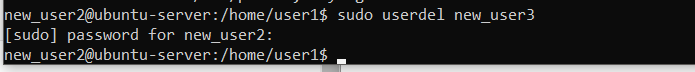 new_user2@ubuntu-server:/home/user1$ sudo userdel new_user3
[sudo] password for new_user2:
new_user2@ubuntu-server:/home/user1$